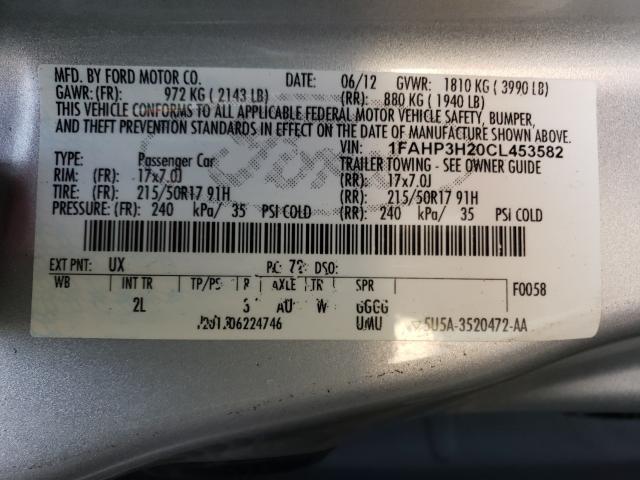 MFD. BY FORD MOTOR CO. DATE: 06/12 GVWR: 1810 KG ( 3990 LB)
GAWR: (FR): 972 KG ( 2143 LB) (RR): 880 KG ( 1940 LB)
THIS VEHICLE CONFORMS TO ALL APPLICABLE FEDERAL MOTOR VEHICLE SAFETY, BUMPER,
AND THEFT PREVENTION STANDARDS IN EFFECT ON THE DATE OF MANUFACTURE SHOWN ABOVE.
VIN: 1FAHP3H20CL453582
TYPE: Passenger Car TRAILER TOWING - SEE OWNER GUIDE
RIM: (FR): 17x7.0J (RR): 17x7.0J
TIRE: (FR): 215/50R17 91H (RR): 215/50R17 91H
PRESSURE: (FR): 240 kPa/ 35 PSI COLD (RR): 240 kPa/ 35 PSI COLD
EXT PNT: UX RC: 72 DSO:
WB INT TR TP/PS R AXLE TR SPR F0058
2L 3 AU W GGGG
06224746 UMU 5U5A-3520472-AA